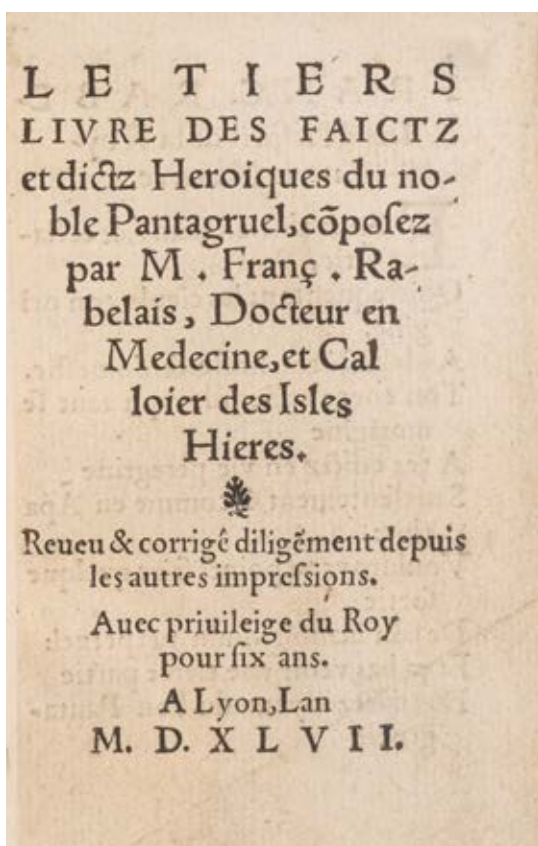 LE TIERS
LIVRE DES FAICTZ
et dictz Heroiques du no-
ble Pantagruel, cõposez
par M. Franç. Ra-
belais, Docteur en
Medecine, et Cal
loier des Isles
Hieres.
Reueu & corrigê diligẽment depuis
les autres impreſsions.
Auec priuileige du Roy
pour ſix ans.
A Lyon, Lan
M. D. X L V I I.